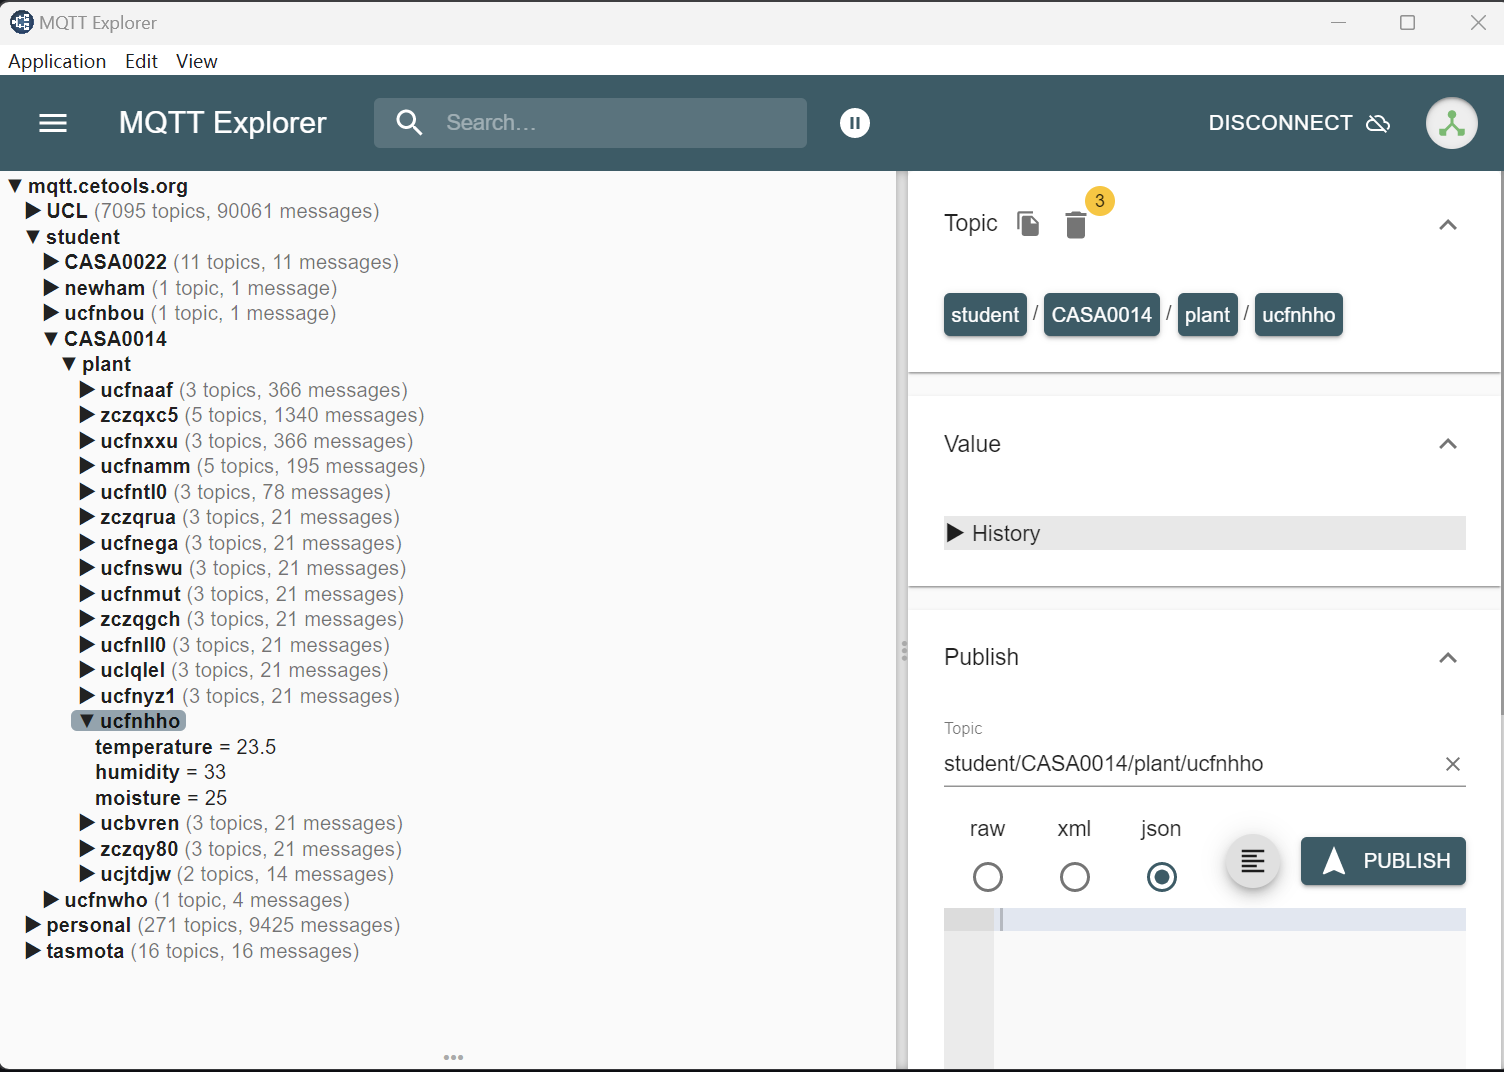 MQTT Explorer
Application Edit View
MQTT Explorer Search... DISCONNECT
mqtt.cetools.org
UCL (7095 topics, 90061 messages)
student
CASA0022 (11 topics, 11 messages)
newham (1 topic, 1 message)
ucfnbou (1 topic, 1 message)
CASA0014
plant
ucfnaaf (3 topics, 366 messages)
zczqxc5 (5 topics, 1340 messages)
ucfnxxu (3 topics, 366 messages)
ucfnamm (5 topics, 195 messages)
ucfntl0 (3 topics, 78 messages)
zczqrua (3 topics, 21 messages)
ucfnega (3 topics, 21 messages)
ucfnswu (3 topics, 21 messages)
ucfnmut (3 topics, 21 messages)
zczqgch (3 topics, 21 messages)
ucfnll0 (3 topics, 21 messages)
uclqlel (3 topics, 21 messages)
ucfnyz1 (3 topics, 21 messages)
ucfnhho
temperature = 23.5
humidity = 33
moisture = 25
ucbvren (3 topics, 21 messages)
zczqy80 (3 topics, 21 messages)
ucjtdjw (2 topics, 14 messages)
ucfnwho (1 topic, 4 messages)
personal (271 topics, 9425 messages)
tasmota (16 topics, 16 messages)
Topic 3
student / CASA0014 / plant / ucfnhho
Value
History
Publish
Topic
student/CASA0014/plant/ucfnhho
raw xml json
PUBLISH